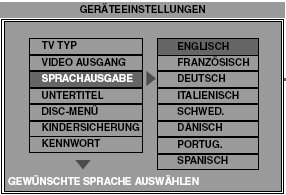 GERÄTEEINSTELLUNGEN
TV TYP
VIDEO AUSGANG
SPRACHAUSGABE
UNTERTITEL
DISC-MENÜ
KINDERSICHERUNG
KENNWORT
ENGLISCH
FRANZÖSISCH
DEUTSCH
ITALIENISCH
SCHWED.
DÄNISCH
PORTUG.
SPANISCH
GEWÜNSCHTE SPRACHE AUSWÄHLEN